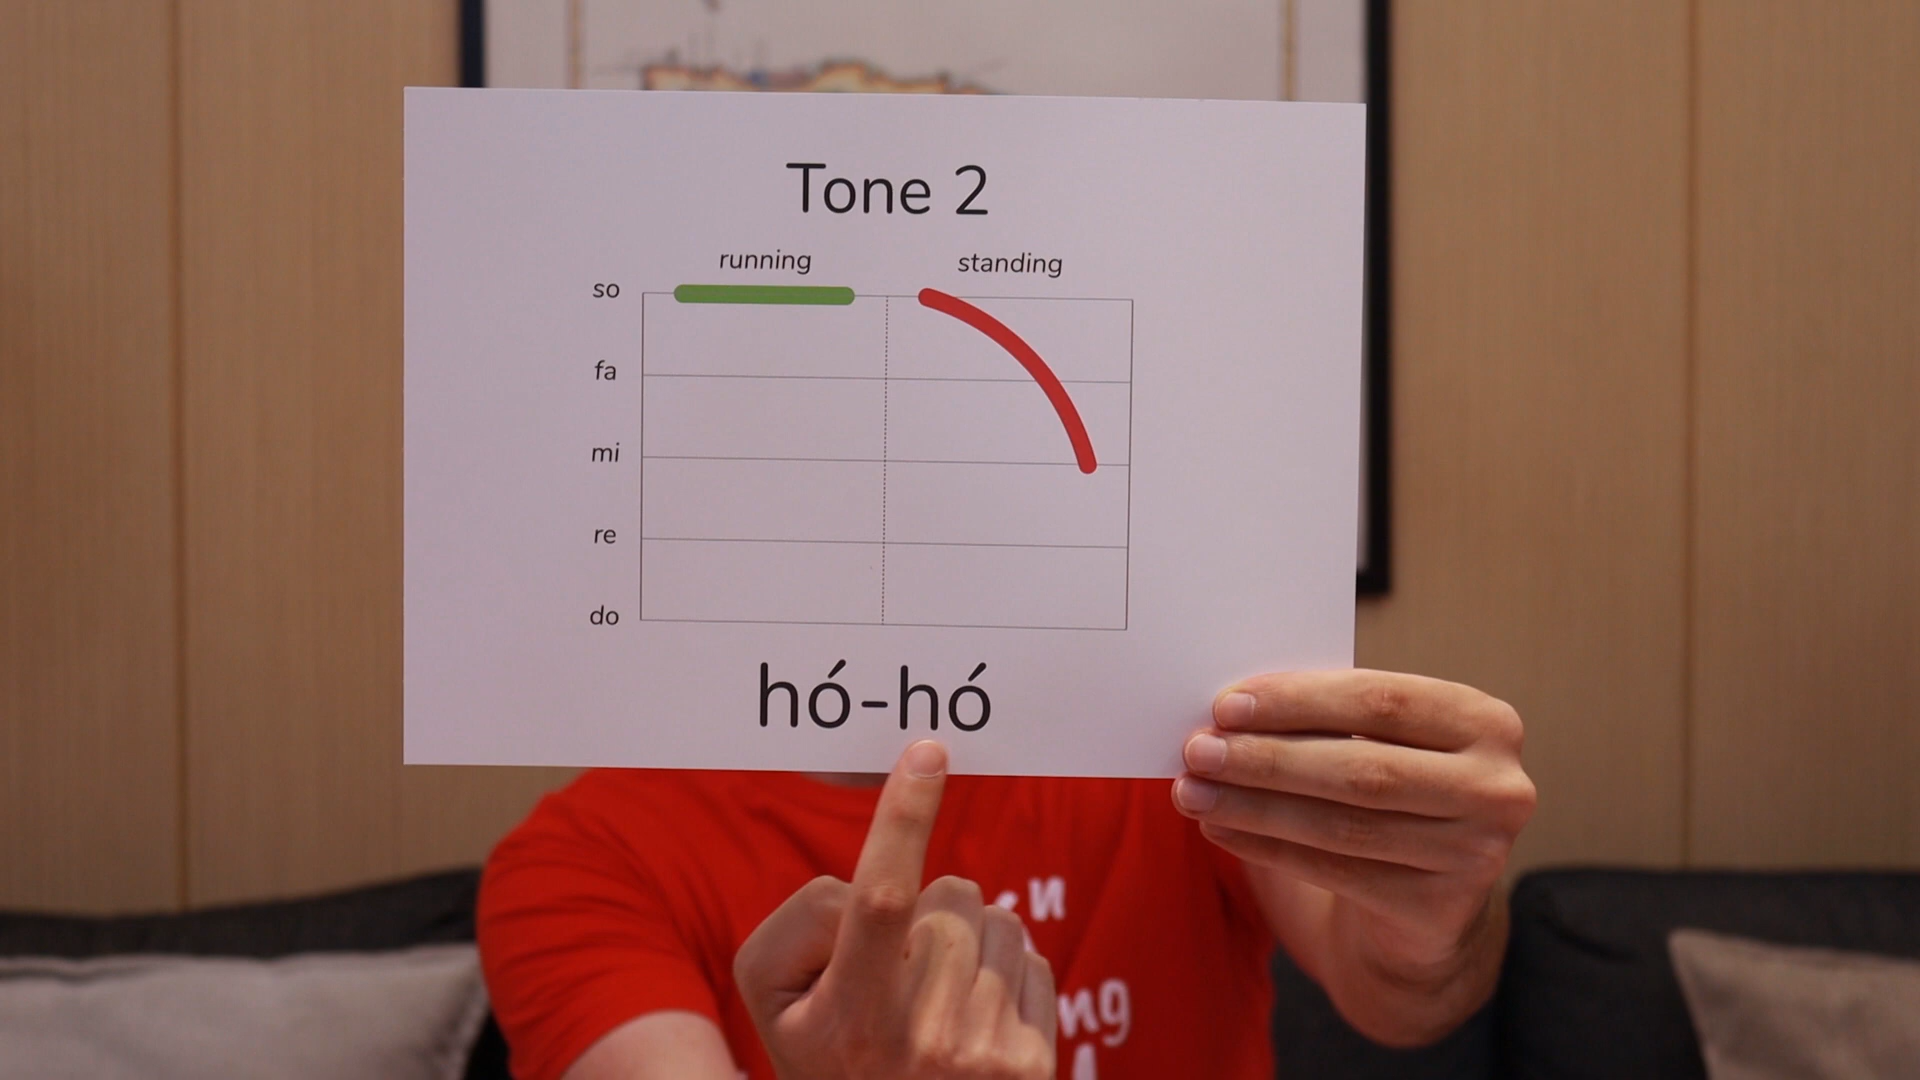 Tone 2
running standing
so
fa
mi
re
do
hó-hó